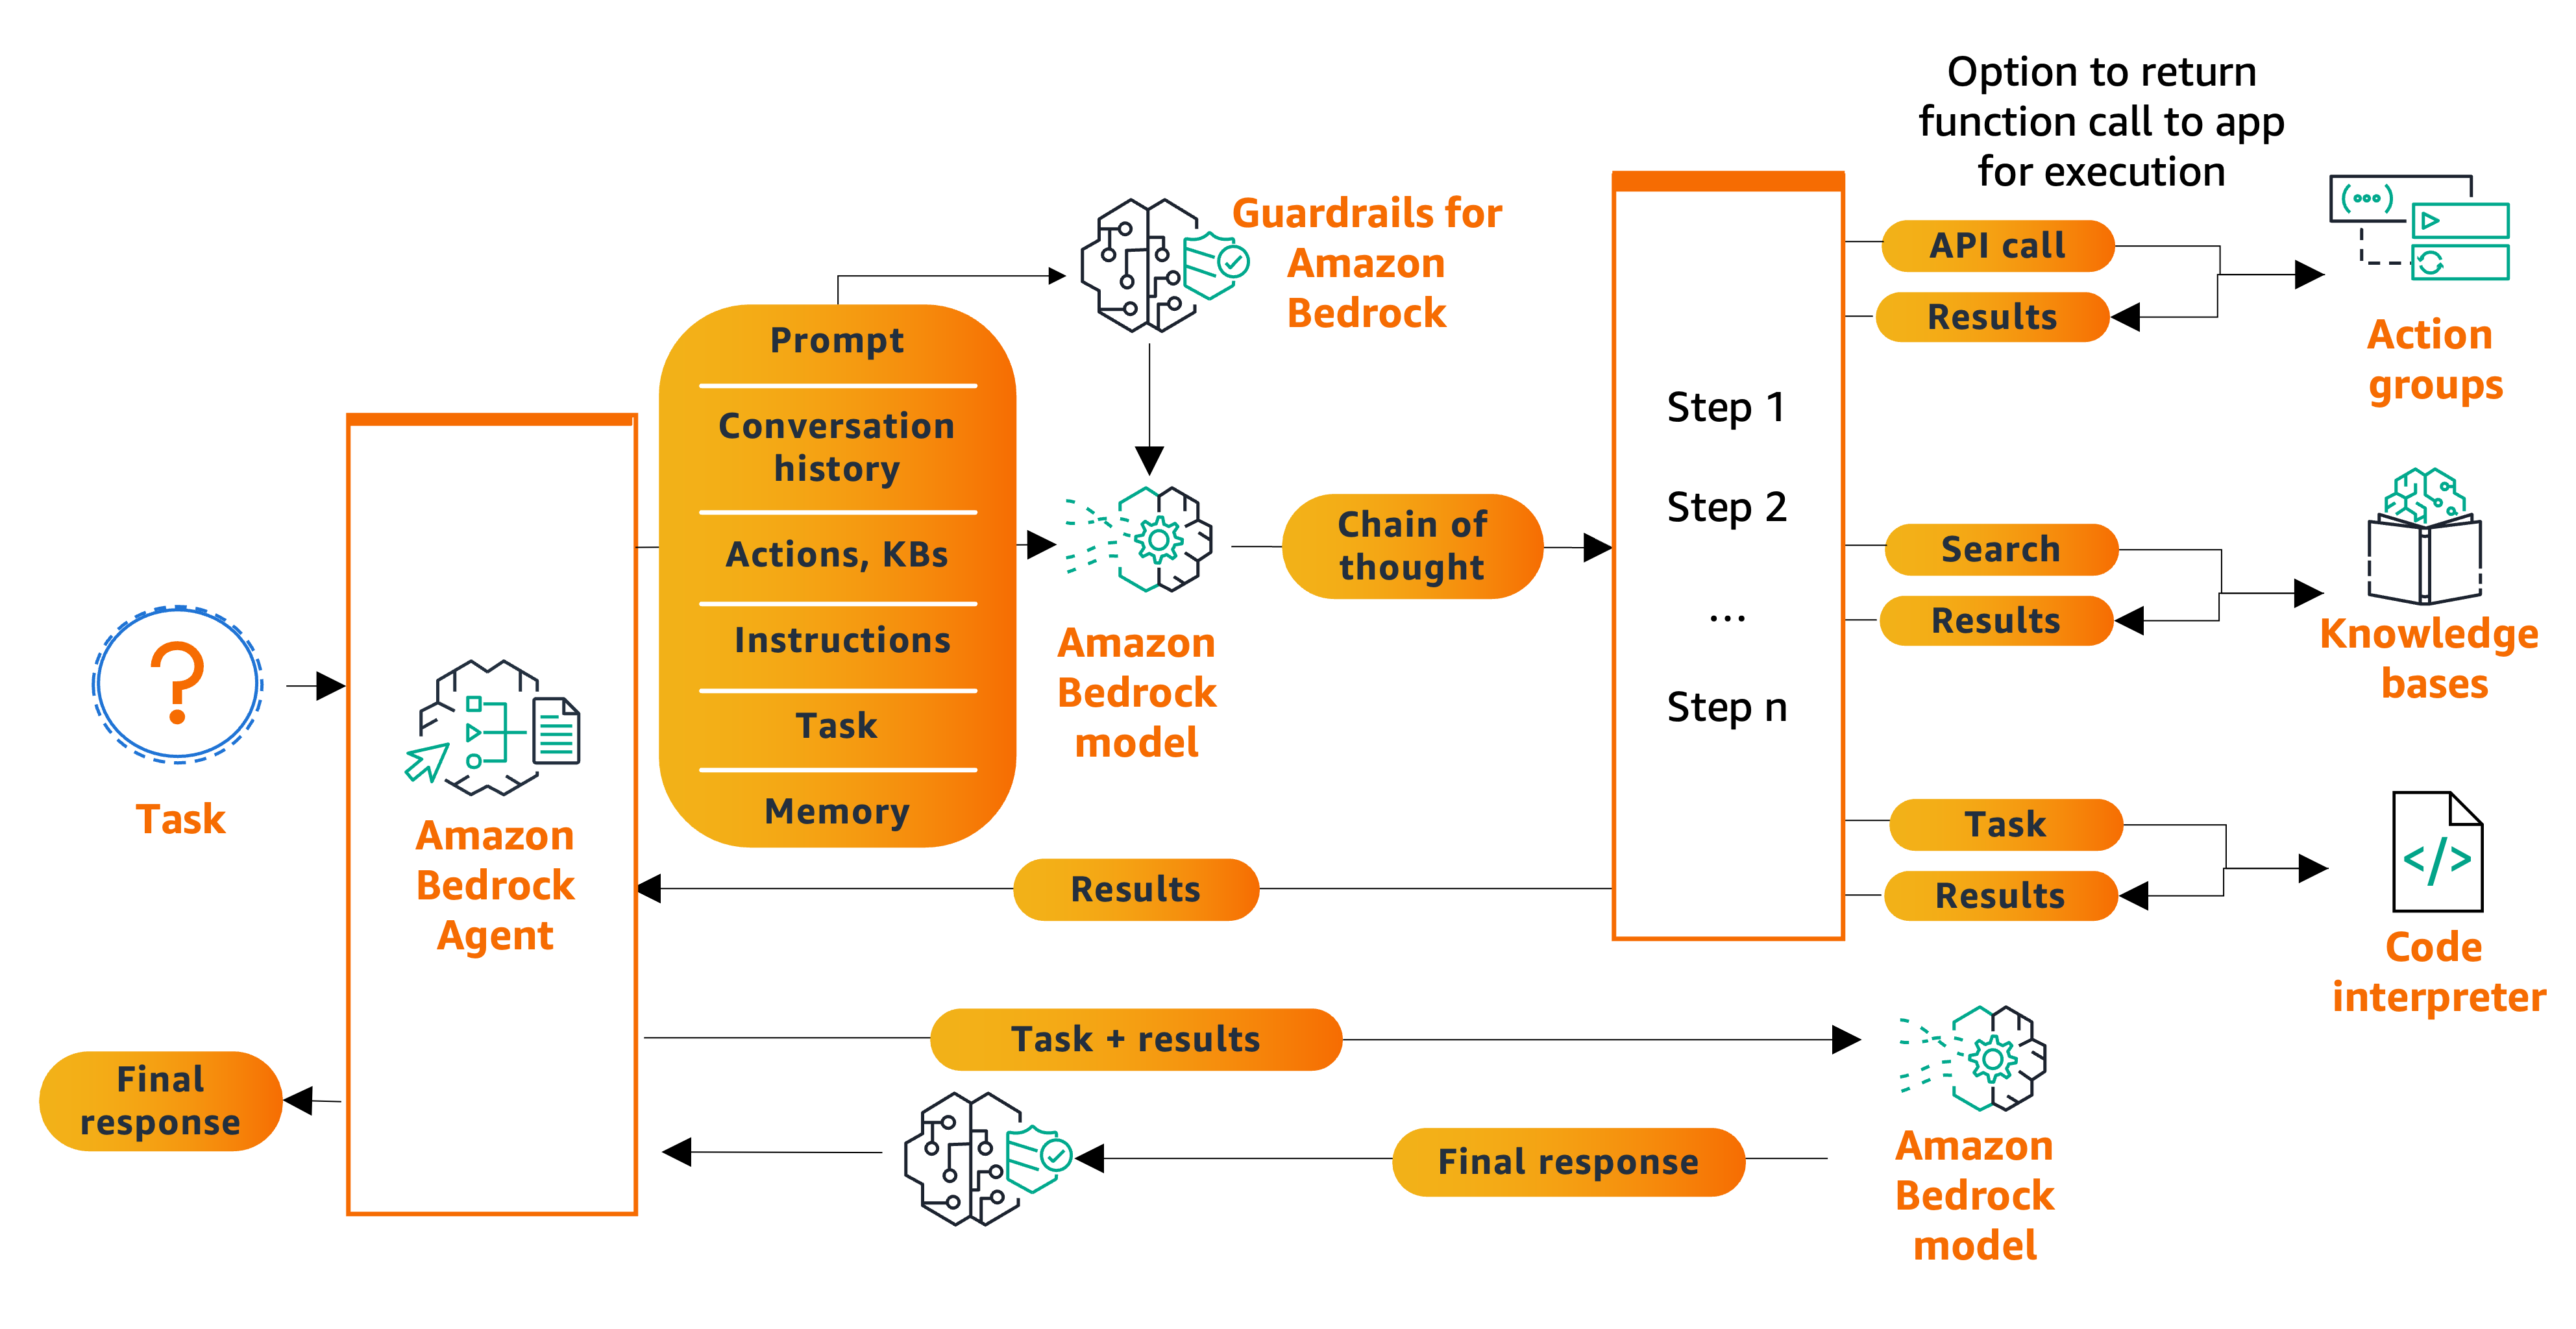 Option to return
function call to app
for execution
Guardrails for
Amazon
Bedrock
API call
Results
Action
groups
Prompt
Conversation
history
Actions, KBs
Instructions
Task
Memory
Amazon
Bedrock
model
Chain of
thought
Step 1
Step 2
...
Step n
Search
Results
Knowledge
bases
?
Task
Amazon
Bedrock
Agent
Results
Task
Results
</>
Code
interpreter
Task + results
Final
response
Final response
Amazon
Bedrock
model